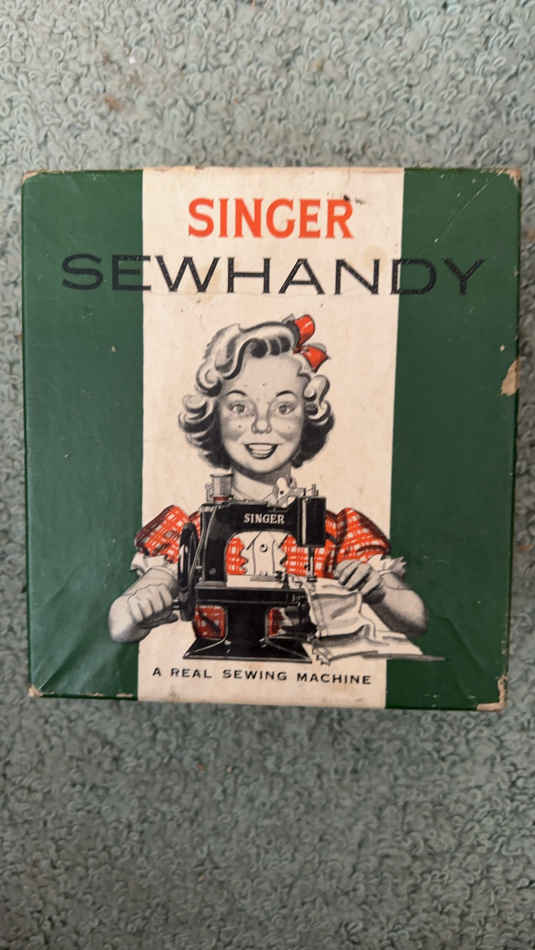 SINGER
SEWHANDY
SINGER
A REAL SEWING MACHINE